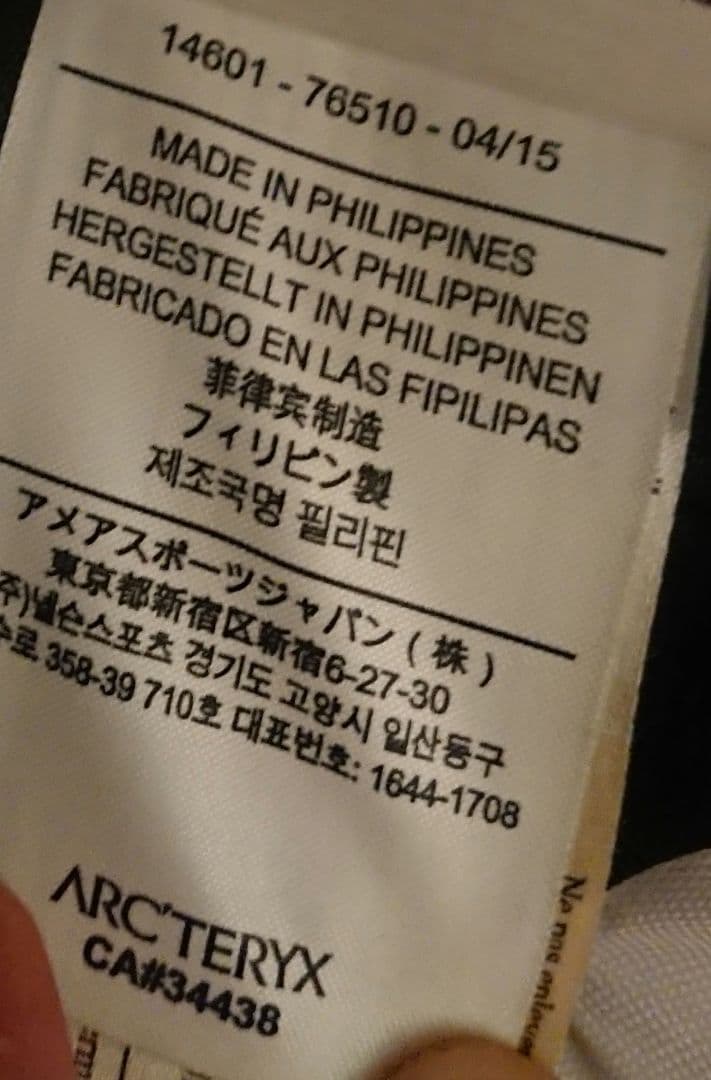 14601 - 76510 - 04/15
MADE IN PHILIPPINES
FABRIQUÉ AUX PHILIPPINES
HERGESTELLT IN PHILIPPINEN
FABRICADO EN LAS FIPILIPAS
菲律宾制造
フィリピン製
제조국명 필리핀
アメアスポーツジャパン(株)
東京都新宿区新宿6-27-30
주)넬슨스포츠 경기도 고양시 일산동구
수로 358-39 710호 대표번호: 1644-1708
ARC'TERYX
CA#34438
No pas